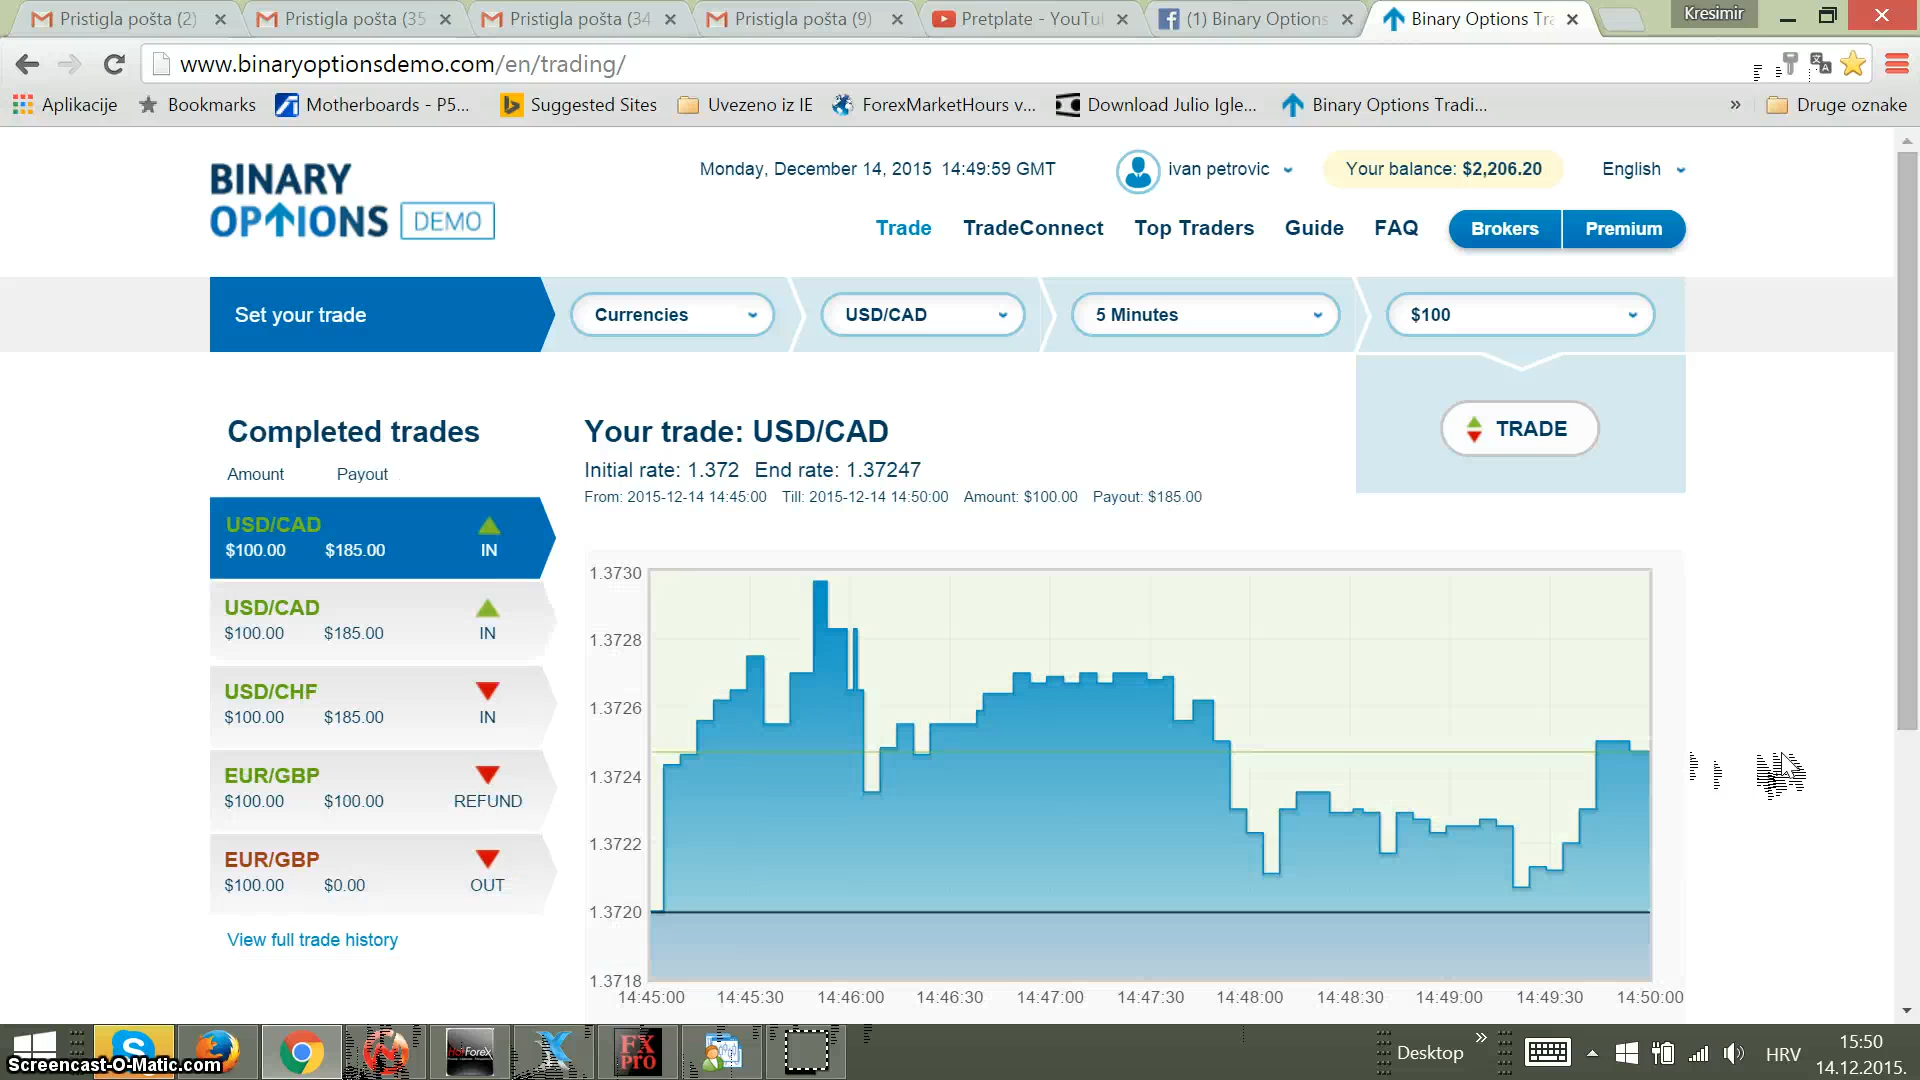 Pristigla pošta (2)
Pristigla pošta (35
Pristigla pošta (34
Pristigla pošta (9)
Pretplate - YouTu
(1) Binary Options
Binary Options Tra
Kresimir
www.binaryoptionsdemo.com/en/trading/
Aplikacije
Bookmarks
Motherboards - P5...
Suggested Sites
Uvezeno iz IE
ForexMarketHours v...
Download Julio Igle...
Binary Options Tradi...
»
Druge oznake
BINARY
OPTIONS DEMO
Monday, December 14, 2015 14:49:59 GMT
ivan petrovic
Your balance: $2,206.20
English
Trade
TradeConnect
Top Traders
Guide
FAQ
Brokers
Premium
Set your trade
Currencies
USD/CAD
5 Minutes
$100
TRADE
Completed trades
Amount Payout
USD/CAD
$100.00 $185.00 IN
USD/CAD
$100.00 $185.00 IN
USD/CHF
$100.00 $185.00 IN
EUR/GBP
$100.00 $100.00 REFUND
EUR/GBP
$100.00 $0.00 OUT
View full trade history
Your trade: USD/CAD
Initial rate: 1.372 End rate: 1.37247
From: 2015-12-14 14:45:00 Till: 2015-12-14 14:50:00 Amount: $100.00 Payout: $185.00
1.3730
1.3728
1.3726
1.3724
1.3722
1.3720
1.3718
14:45:00 14:45:30 14:46:00 14:46:30 14:47:00 14:47:30 14:48:00 14:48:30 14:49:00 14:49:30 14:50:00
Screencast-O-Matic.com
HotForex
FX
PRO
Desktop
»
HRV
15:50
14.12.2015.